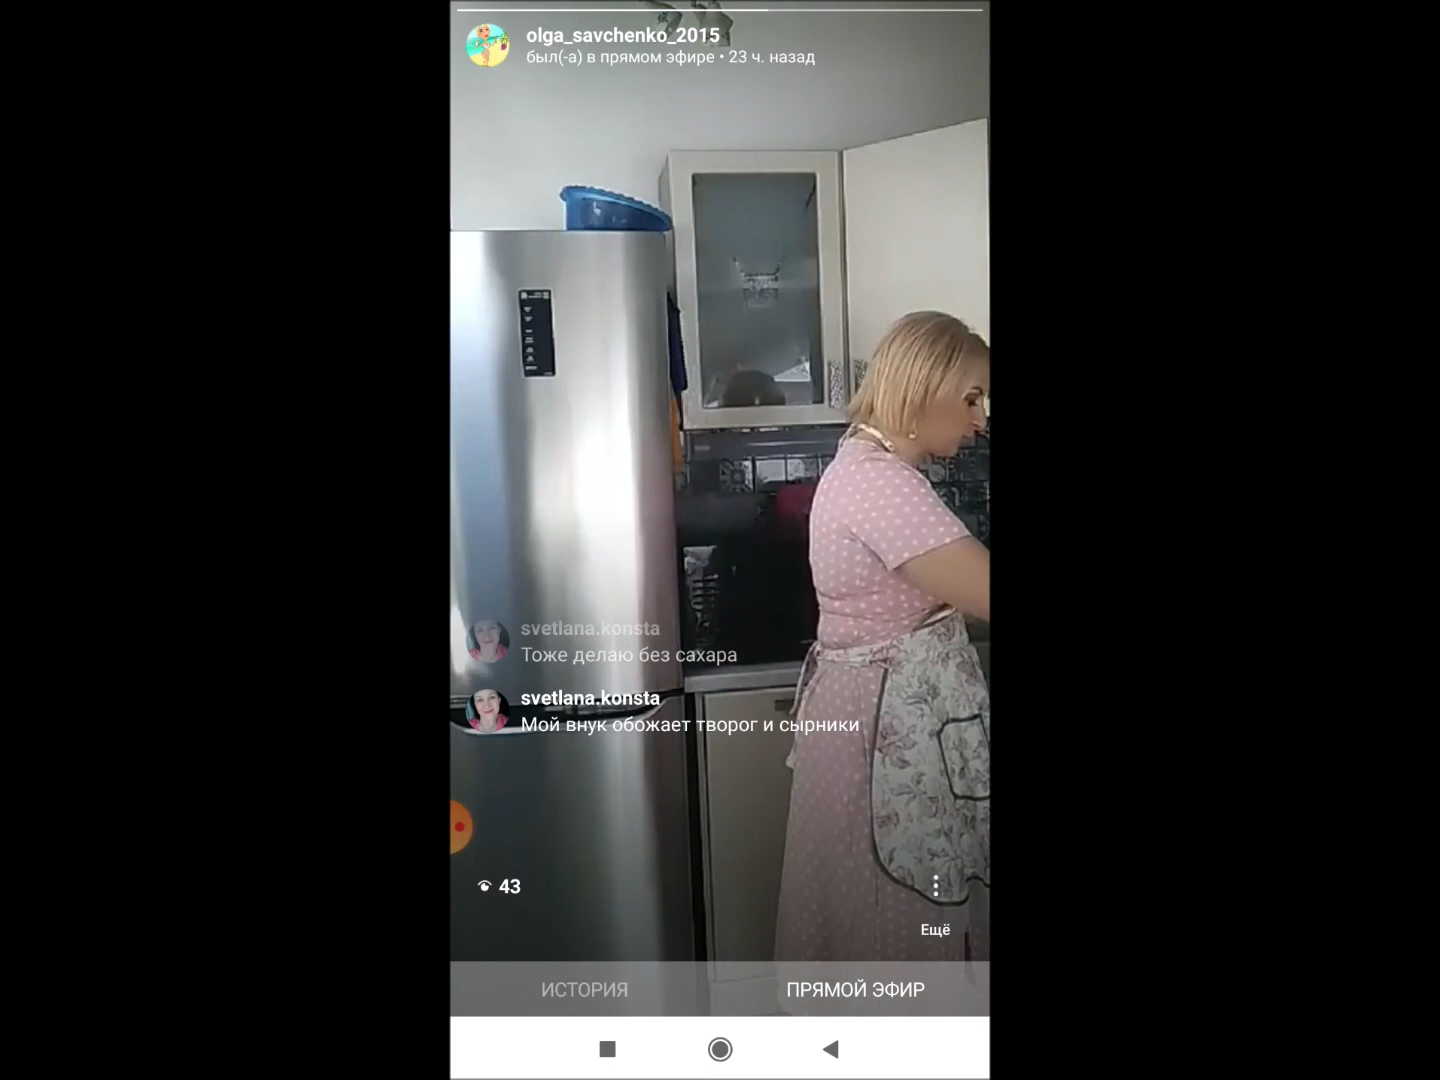 olga_savchenko_2015
был(-а) в прямом эфире • 23 ч. назад
svetlana.konsta
Тоже делаю без сахара
svetlana.konsta
Мой внук обожает творог и сырники
43
Ещё
ИСТОРИЯ
ПРЯМОЙ ЭФИР